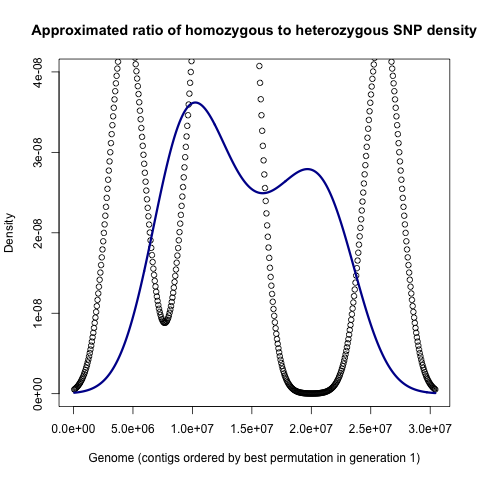 Approximated ratio of homozygous to heterozygous SNP density
4e-08
3e-08
2e-08
1e-08
0e+00
Density
0.0e+00 5.0e+06 1.0e+07 1.5e+07 2.0e+07 2.5e+07 3.0e+07
Genome (contigs ordered by best permutation in generation 1)